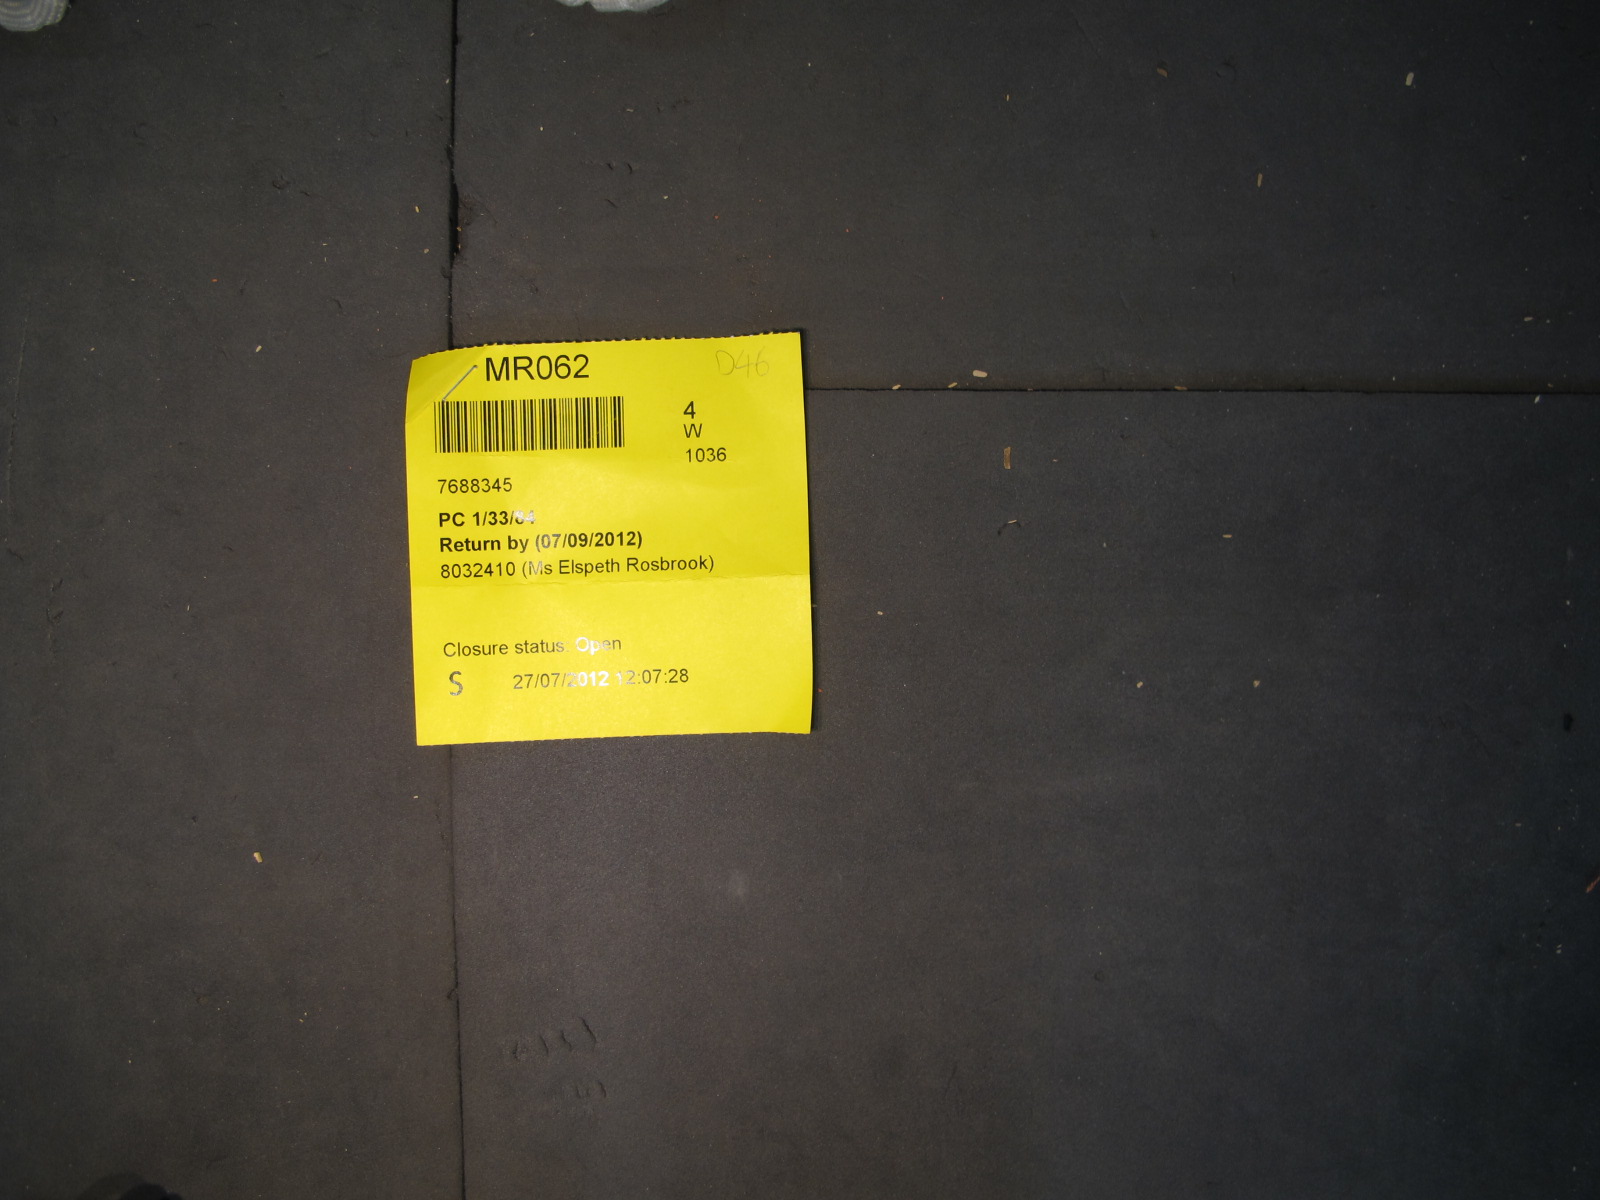 MR062 D46
4
W
1036
7688345
PC 1/33/84
Return by (07/09/2012)
8032410 (Ms Elspeth Rosbrook)
Closure status: Open
S 27/07/2012 12:07:28